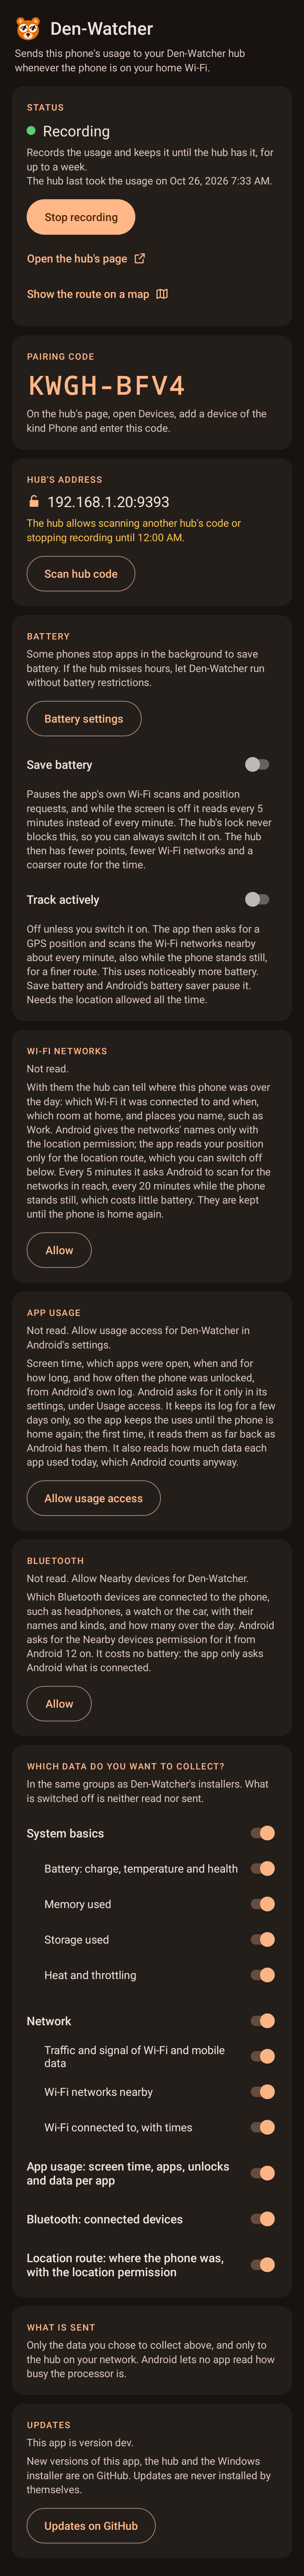 Den-Watcher
Sends this phone's usage to your Den-Watcher hub
whenever the phone is on your home Wi-Fi.
STATUS
Recording
Records the usage and keeps it until the hub has it, for
up to a week.
The hub last took the usage on Oct 26, 2026 7:33 AM.
Stop recording
Open the hub's page
Show the route on a map
PAIRING CODE
KWGH-BFV4
On the hub's page, open Devices, add a device of the
kind Phone and enter this code.
HUB'S ADDRESS
192.168.1.20:9393
The hub allows scanning another hub's code or
stopping recording until 12:00 AM.
Scan hub code
BATTERY
Some phones stop apps in the background to save
battery. If the hub misses hours, let Den-Watcher run
without battery restrictions.
Battery settings
Save battery
Pauses the app's own Wi-Fi scans and position
requests, and while the screen is off it reads every 5
minutes instead of every minute. The hub's lock never
blocks this, so you can always switch it on. The hub
then has fewer points, fewer Wi-Fi networks and a
coarser route for the time.
Track actively
Off unless you switch it on. The app then asks for a
GPS position and scans the Wi-Fi networks nearby
about every minute, also while the phone stands still,
for a finer route. This uses noticeably more battery.
Save battery and Android's battery saver pause it.
Needs the location allowed all the time.
WI-FI NETWORKS
Not read.
With them the hub can tell where this phone was over
the day: which Wi-Fi it was connected to and when,
which room at home, and places you name, such as
Work. Android gives the networks' names only with
the location permission; the app reads your position
only for the location route, which you can switch off
below. Every 5 minutes it asks Android to scan for the
networks in reach, every 20 minutes while the phone
stands still, which costs little battery. They are kept
until the phone is home again.
Allow
APP USAGE
Not read. Allow usage access for Den-Watcher in
Android's settings.
Screen time, which apps were open, when and for
how long, and how often the phone was unlocked,
from Android's own log. Android asks for it only in its
settings, under Usage access. It keeps its log for a few
days only, so the app keeps the uses until the phone is
home again; the first time, it reads them as far back as
Android has them. It also reads how much data each
app used today, which Android counts anyway.
Allow usage access
BLUETOOTH
Not read. Allow Nearby devices for Den-Watcher.
Which Bluetooth devices are connected to the phone,
such as headphones, a watch or the car, with their
names and kinds, and how many over the day. Android
asks for the Nearby devices permission for it from
Android 12 on. It costs no battery: the app only asks
Android what is connected.
Allow
WHICH DATA DO YOU WANT TO COLLECT?
In the same groups as Den-Watcher's installers. What
is switched off is neither read nor sent.
System basics
Battery: charge, temperature and health
Memory used
Storage used
Heat and throttling
Network
Traffic and signal of Wi-Fi and mobile
data
Wi-Fi networks nearby
Wi-Fi connected to, with times
App usage: screen time, apps, unlocks
and data per app
Bluetooth: connected devices
Location route: where the phone was,
with the location permission
WHAT IS SENT
Only the data you chose to collect above, and only to
the hub on your network. Android lets no app read how
busy the processor is.
UPDATES
This app is version dev.
New versions of this app, the hub and the Windows
installer are on GitHub. Updates are never installed by
themselves.
Updates on GitHub